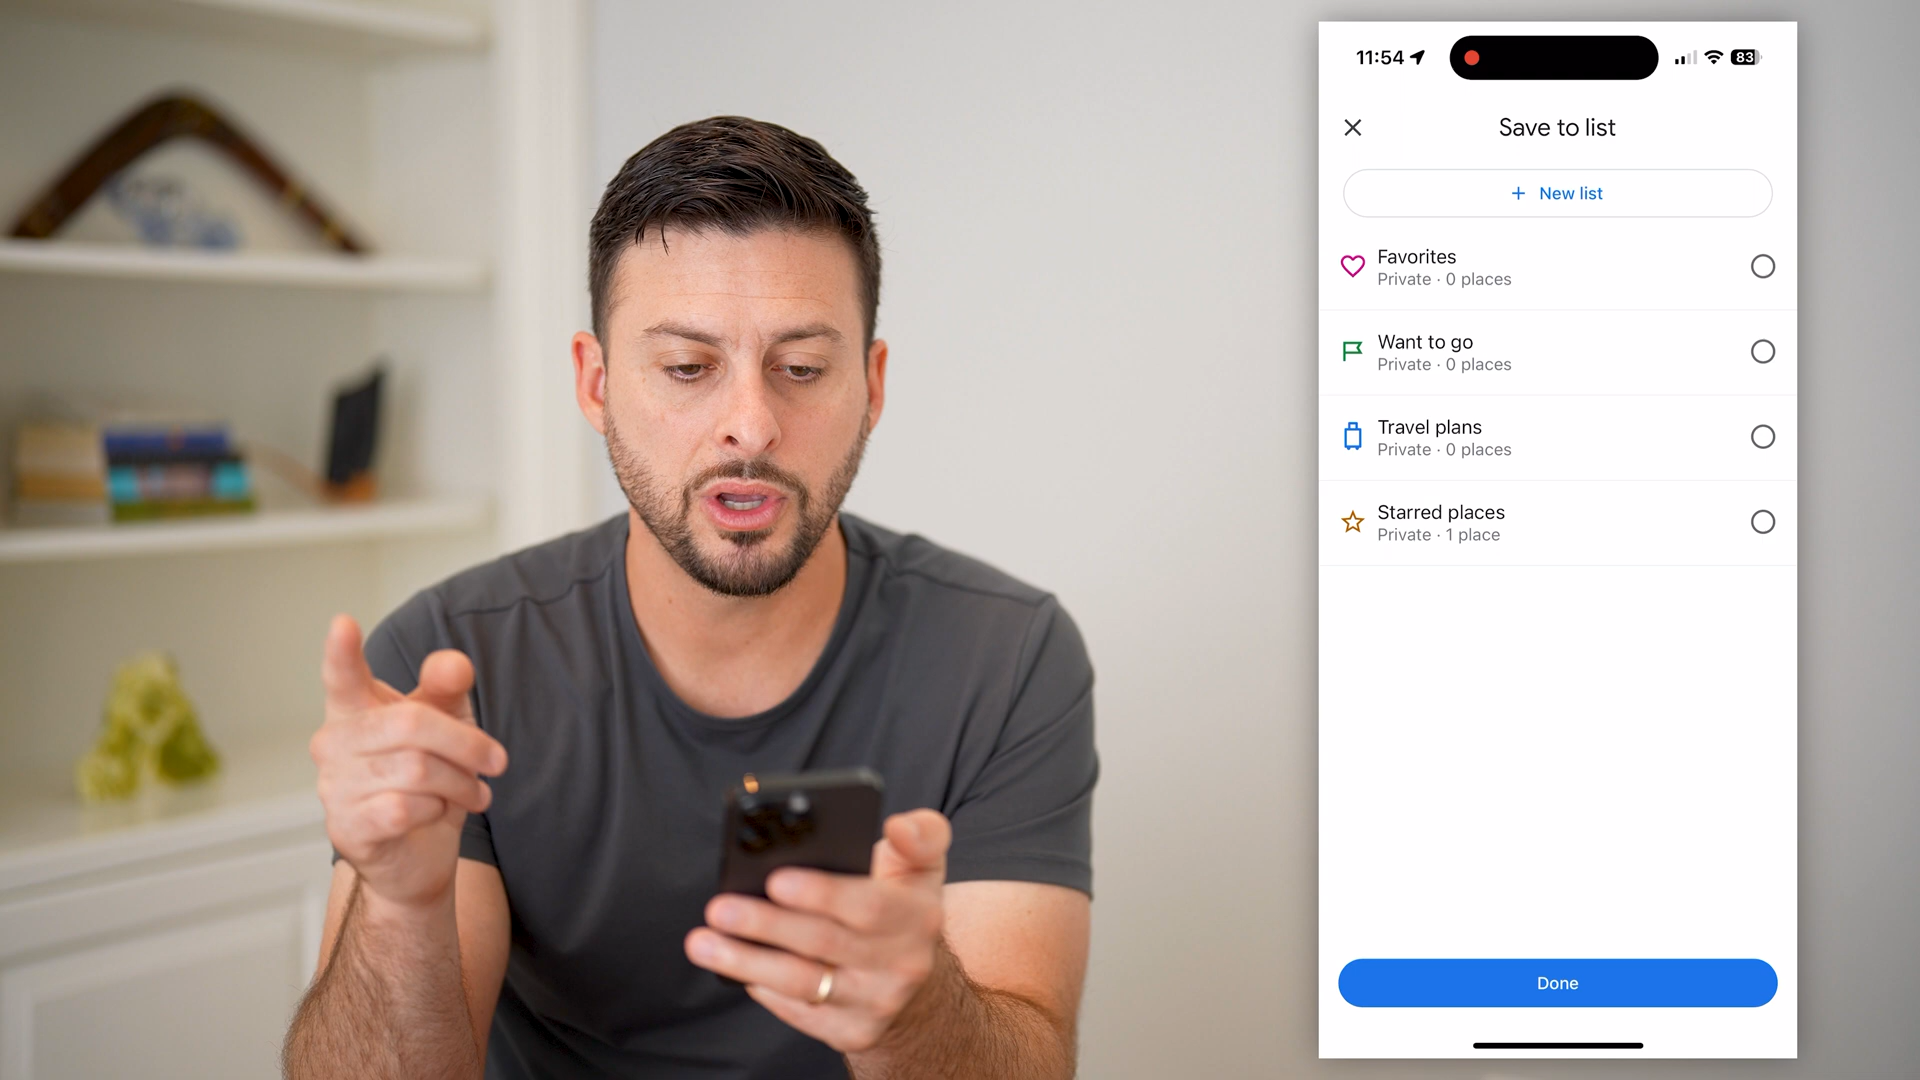 11:54
83
Save to list
+ New list
Favorites
Private · 0 places
Want to go
Private · 0 places
Travel plans
Private · 0 places
Starred places
Private · 1 place
Done